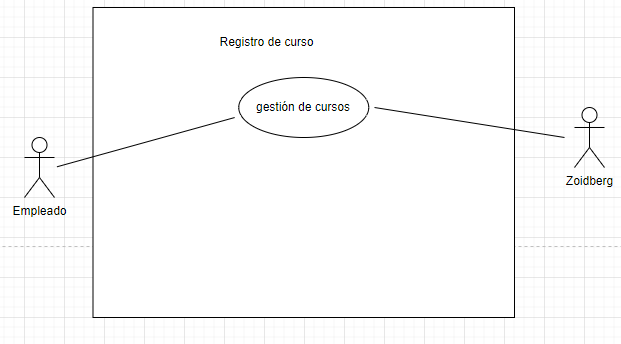 Registro de curso
gestión de cursos
Empleado
Zoidberg